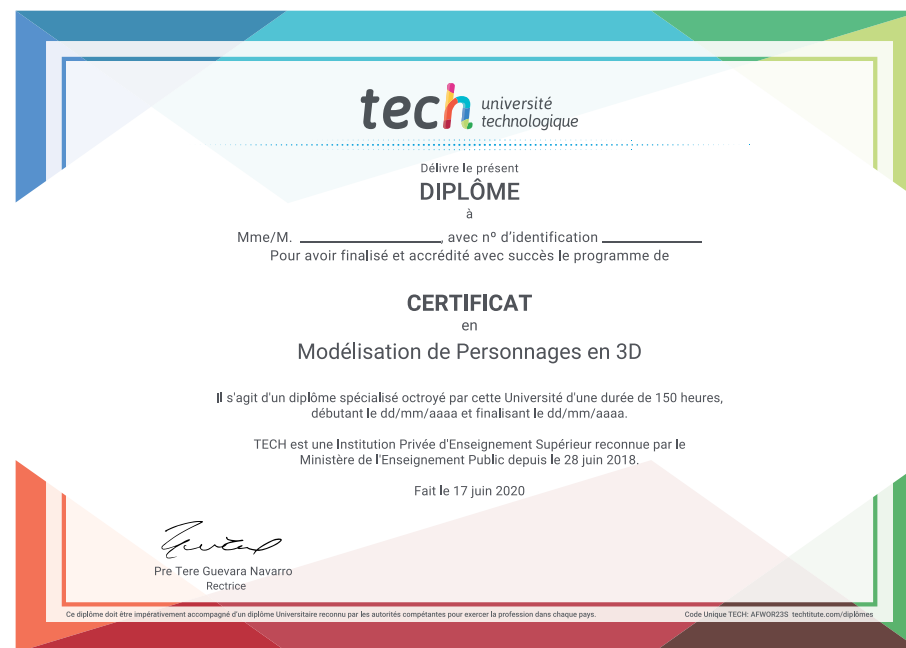 tech université
technologique
Délivre le présent
DIPLÔME
à
Mme/M. ____________________, avec nº d'identification ______________
Pour avoir finalisé et accrédité avec succès le programme de
CERTIFICAT
en
Modélisation de Personnages en 3D
Il s'agit d'un diplôme spécialisé octroyé par cette Université d'une durée de 150 heures,
débutant le dd/mm/aaaa et finalisant le dd/mm/aaaa.
TECH est une Institution Privée d'Enseignement Supérieur reconnue par le
Ministère de l'Enseignement Public depuis le 28 juin 2018.
Fait le 17 juin 2020
Pre Tere Guevara Navarro
Rectrice
Ce diplôme doit être impérativement accompagné d'un diplôme Universitaire reconnu par les autorités compétantes pour exercer la profession dans chaque pays.
Code Unique TECH: AFWOR23S techtitute.com/diplômes